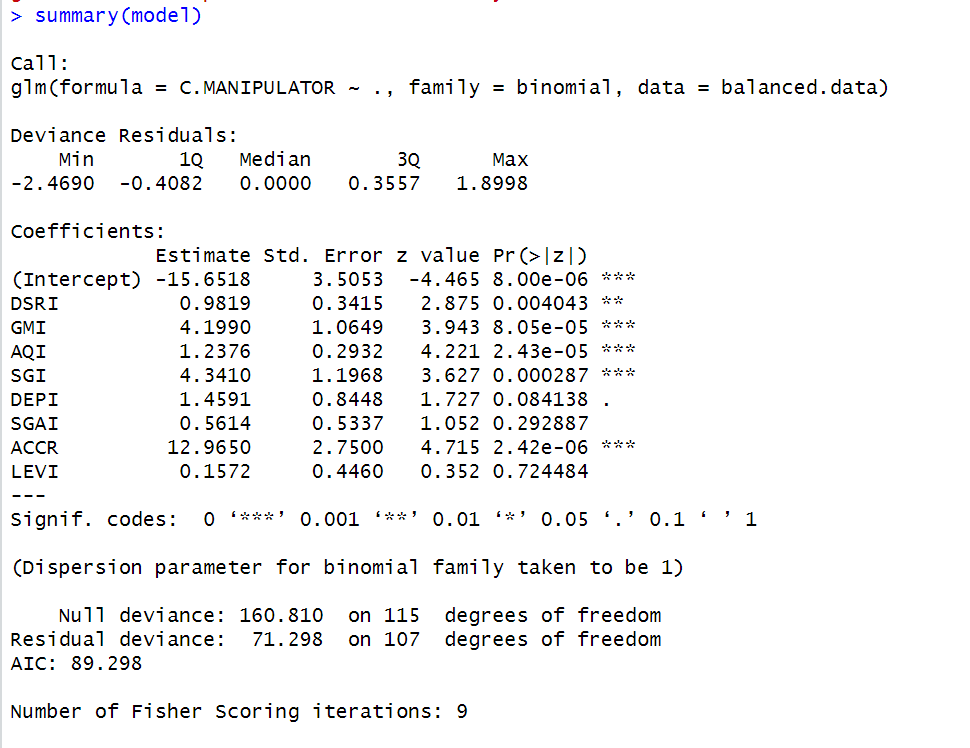 > summary(model)
Call:
glm(formula = C.MANIPULATOR ~ ., family = binomial, data = balanced.data)
Deviance Residuals:
    Min       1Q   Median       3Q      Max
-2.4690  -0.4082   0.0000   0.3557   1.8998
Coefficients:
            Estimate Std. Error z value Pr(>|z|)
(Intercept) -15.6518     3.5053  -4.465 8.00e-06 ***
DSRI          0.9819     0.3415   2.875 0.004043 **
GMI           4.1990     1.0649   3.943 8.05e-05 ***
AQI           1.2376     0.2932   4.221 2.43e-05 ***
SGI           4.3410     1.1968   3.627 0.000287 ***
DEPI          1.4591     0.8448   1.727 0.084138 .
SGAI          0.5614     0.5337   1.052 0.292887
ACCR         12.9650     2.7500   4.715 2.42e-06 ***
LEVI          0.1572     0.4460   0.352 0.724484
---
Signif. codes:  0 ‘***’ 0.001 ‘**’ 0.01 ‘*’ 0.05 ‘.’ 0.1 ‘ ’ 1
(Dispersion parameter for binomial family taken to be 1)
    Null deviance: 160.810  on 115  degrees of freedom
Residual deviance:  71.298  on 107  degrees of freedom
AIC: 89.298
Number of Fisher Scoring iterations: 9